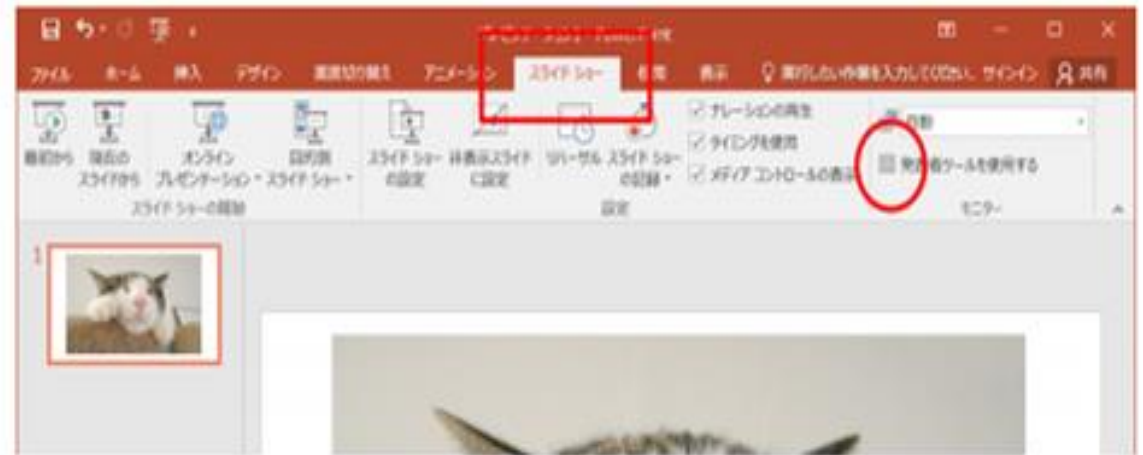 ファイル ホーム 挿入 デザイン 画面切り替え アニメーション スライド ショー 校閲 表示 実行したい作業を入力してください。 サインイン 共有
最初から 現在の スライドから オンライン プレゼンテーション 目的別 スライド ショー スライド ショー の設定 非表示スライド に設定 リハーサル スライド ショー の記録
ナレーションの再生
タイミングを使用
メディア コントロールの表示
自動
発表者ツールを使用する
スライド ショーの開始 設定 モニター
1